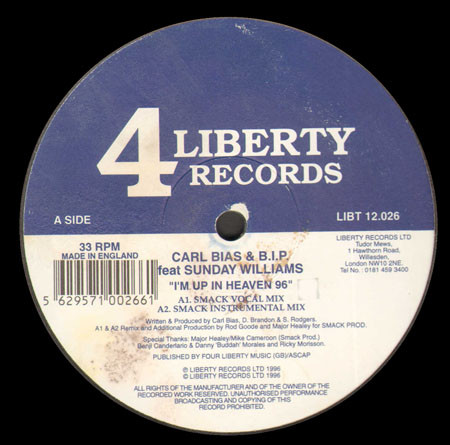 4 LIBERTY
RECORDS
A SIDE
LIBT 12.026
33 RPM
MADE IN ENGLAND
5 629571 002661
CARL BIAS & B.I.P.
feat SUNDAY WILLIAMS
"I'M UP IN HEAVEN 96"
A1. SMACK VOCAL MIX
A2. SMACK INSTRUMENTAL MIX
LIBERTY RECORDS LTD
Tudor Mews,
1 Hawthorn Road,
Willesden,
London NW10 2NE.
Tel No : 0181 459 3400
Written & Produced by Carl Bias, D. Brandon & S. Rodgers.
A1 & A2 Remix and Additional Production by Rod Goode and Major Healey for SMACK PROD.
Special Thanks: Major Healey/Mike Cameroon (Smack Prod.)
Benji Canderlario & Danny 'Buddah' Morales and Ricky Morisson.
PUBLISHED BY FOUR LIBERTY MUSIC (GB)/ASCAP
℗ LIBERTY RECORDS 1996
© LIBERTY RECORDS 1996
ALL RIGHTS OF THE MANUFACTURER AND OF THE OWNER OF THE
RECORDED WORK RESERVED. UNAUTHORISED PERFORMANCE
BROADCASTING AND COPYING OF THIS
RECORD PROHIBITED.